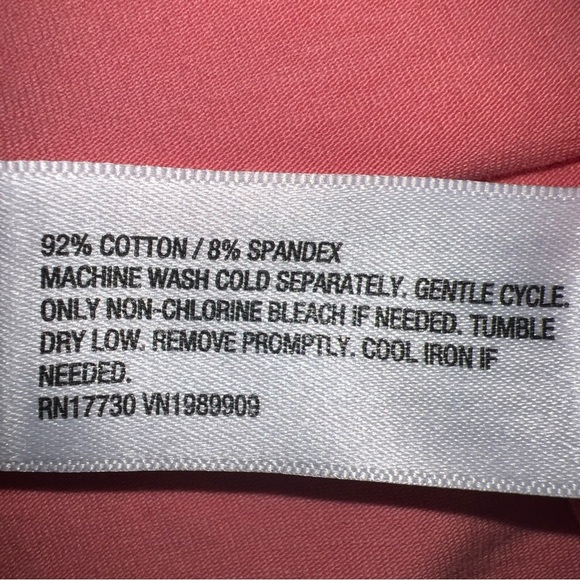 92% COTTON / 8% SPANDEX
MACHINE WASH COLD SEPARATELY. GENTLE CYCLE.
ONLY NON-CHLORINE BLEACH IF NEEDED. TUMBLE
DRY LOW. REMOVE PROMPTLY. COOL IRON IF
NEEDED.
RN17730 VN1989909